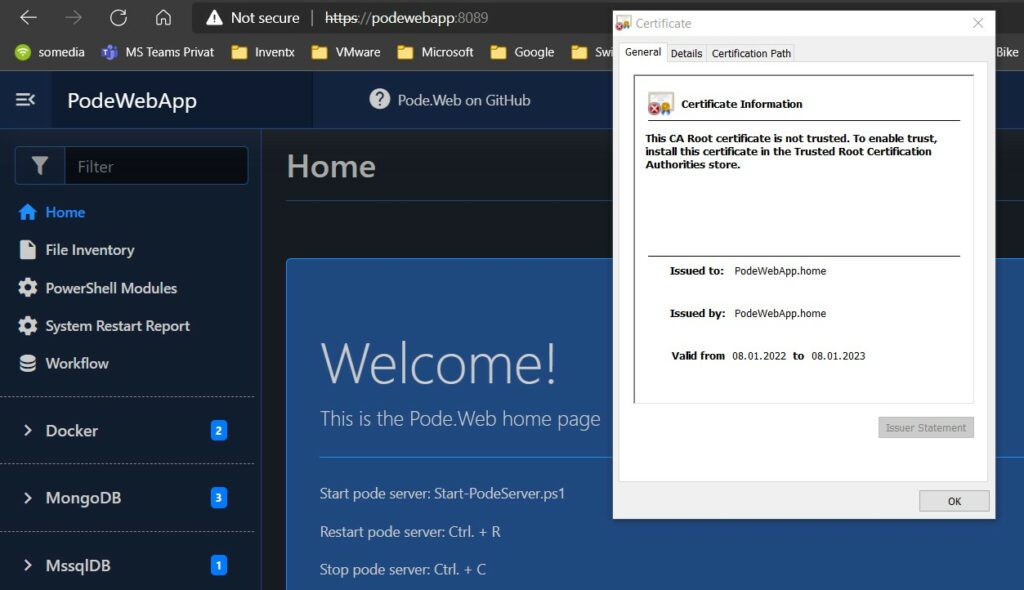 Not secure | https://podewebapp:8089
somedia MS Teams Privat Inventx VMware Microsoft Google Swi Bike
PodeWebApp
Pode.Web on GitHub
Filter
Home
File Inventory
PowerShell Modules
System Restart Report
Workflow
Docker 2
MongoDB 3
MssqlDB 1
Home
Welcome!
This is the Pode.Web home page
Start pode server: Start-PodeServer.ps1
Restart pode server: Ctrl. + R
Stop pode server: Ctrl. + C
Certificate
General Details Certification Path
Certificate Information
This CA Root certificate is not trusted. To enable trust,
install this certificate in the Trusted Root Certification
Authorities store.
Issued to: PodeWebApp.home
Issued by: PodeWebApp.home
Valid from 08.01.2022 to 08.01.2023
Issuer Statement
OK